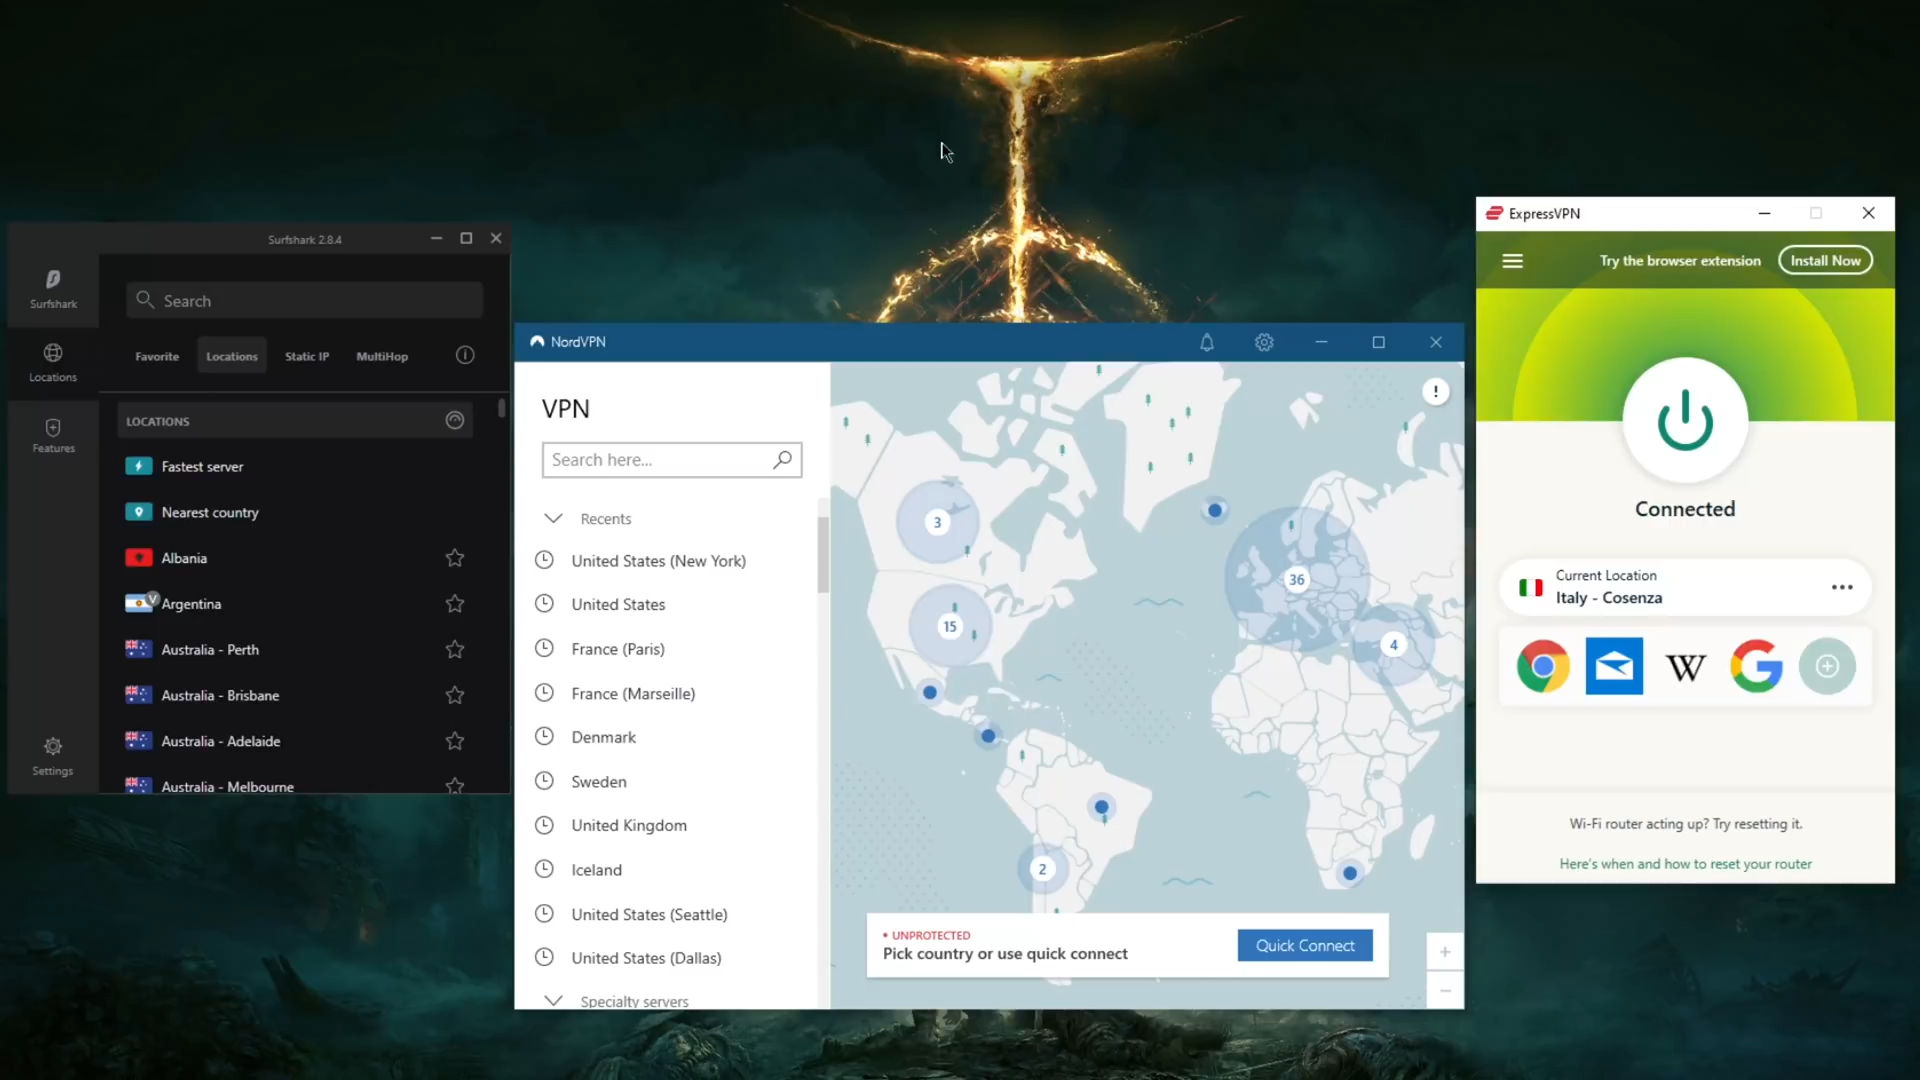 Surfshark 2.8.4
Surfshark
Locations
Features
Settings
Search
Favorite
Locations
Static IP
MultiHop
LOCATIONS
Fastest server
Nearest country
Albania
V
Argentina
Australia - Perth
Australia - Brisbane
Australia - Adelaide
Australia - Melbourne
NordVPN
VPN
Search here...
Recents
United States (New York)
United States
France (Paris)
France (Marseille)
Denmark
Sweden
United Kingdom
Iceland
United States (Seattle)
United States (Dallas)
Specialty servers
!
3
15
36
4
2
UNPROTECTED
Pick country or use quick connect
Quick Connect
ExpressVPN
Try the browser extension
Install Now
Connected
Current Location
Italy - Cosenza
W
G
Wi-Fi router acting up? Try resetting it.
Here's when and how to reset your router